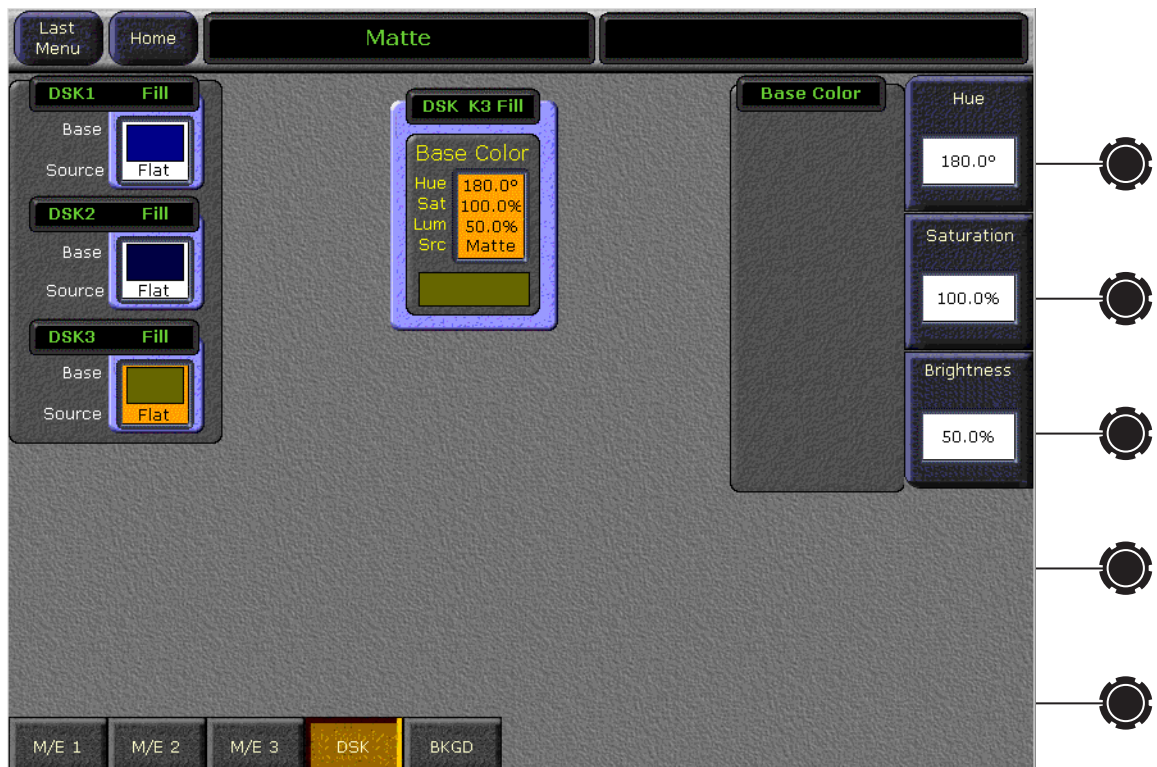 Last Menu
Home
Matte
DSK1 Fill
Base
Source
Flat
DSK2 Fill
Base
Source
Flat
DSK3 Fill
Base
Source
Flat
DSK K3 Fill
Base Color
Hue 180.0º
Sat 100.0%
Lum 50.0%
Src Matte
Base Color
Hue
180.0º
Saturation
100.0%
Brightness
50.0%
M/E 1
M/E 2
M/E 3
DSK
BKGD